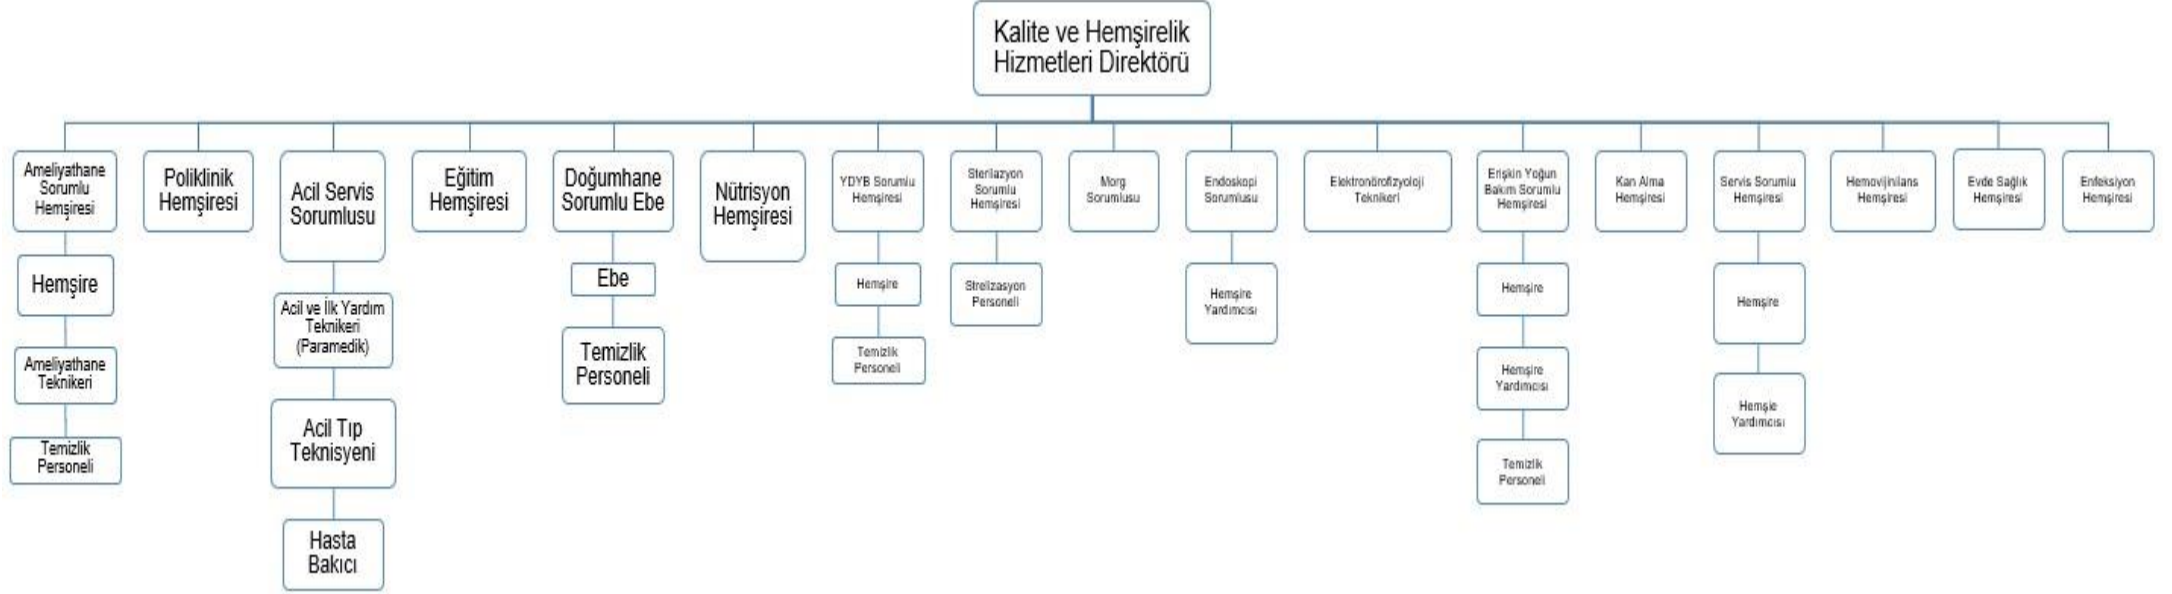 Kalite ve Hemşirelik
Hizmetleri Direktörü
Ameliyathane
Sorumlu
Hemşiresi
Hemşire
Ameliyathane
Teknikeri
Temizlik
Personeli
Poliklinik
Hemşiresi
Acil Servis
Sorumlusu
Acil ve İlk Yardım
Teknikeri
(Paramedik)
Acil Tıp
Teknisyeni
Hasta
Bakıcı
Eğitim
Hemşiresi
Doğumhane
Sorumlu Ebe
Ebe
Temizlik
Personeli
Nütrisyon
Hemşiresi
YDYB Sorumlu
Hemşiresi
Hemşire
Temizlik
Personeli
Sterilazyon
Sorumlu
Hemşiresi
Strelizasyon
Personeli
Morg
Sorumlusu
Endoskopi
Sorumlusu
Hemşire
Yardımcısı
Elektronörofizyoloji
Teknikeri
Erişkin Yoğun
Bakım Sorumlu
Hemşiresi
Hemşire
Hemşire
Yardımcısı
Temizlik
Personeli
Kan Alma
Hemşiresi
Servis Sorumlu
Hemşiresi
Hemşire
Hemşie
Yardımcısı
Hemovijinilans
Hemşiresi
Evde Sağlık
Hemşiresi
Enfeksiyon
Hemşiresi